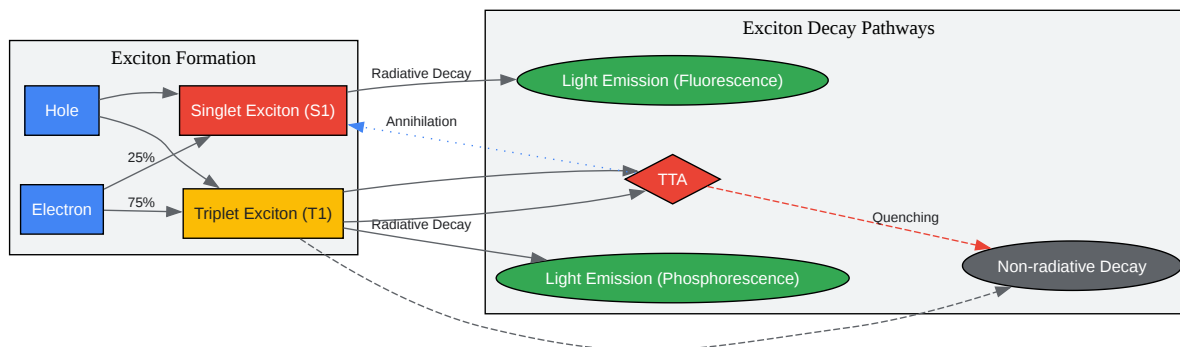 Exciton Formation
Exciton Decay Pathways
Hole
Singlet Exciton (S1)
Radiative Decay
Light Emission (Fluorescence)
Annihilation
25%
TTA
75%
Electron
Triplet Exciton (T1)
Radiative Decay
Quenching
Light Emission (Phosphorescence)
Non-radiative Decay